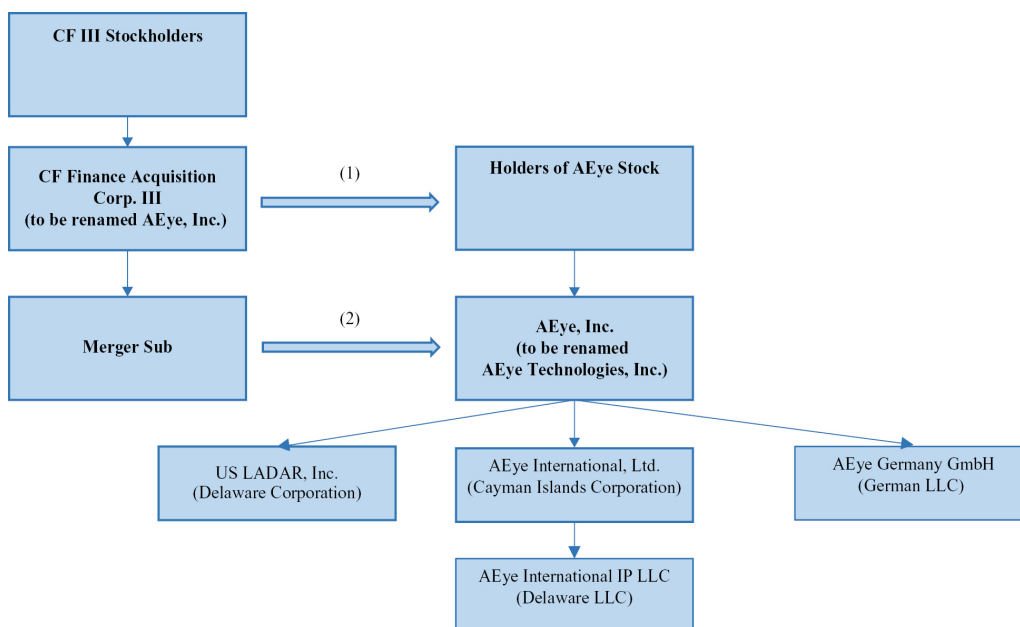 CF III Stockholders
CF Finance Acquisition
Corp. III
(to be renamed AEye, Inc.)
(1)
Holders of AEye Stock
Merger Sub
(2)
AEye, Inc.
(to be renamed
AEye Technologies, Inc.)
US LADAR, Inc.
(Delaware Corporation)
AEye International, Ltd.
(Cayman Islands Corporation)
AEye Germany GmbH
(German LLC)
AEye International IP LLC
(Delaware LLC)